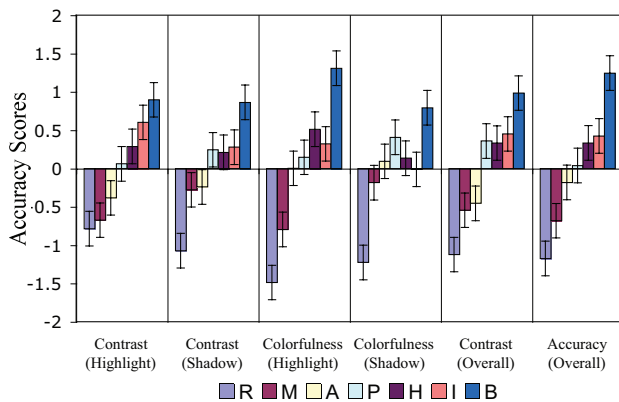 Accuracy Scores
2
1.5
1
0.5
0
-0.5
-1
-1.5
-2
Contrast (Highlight)
Contrast (Shadow)
Colorfulness (Highlight)
Colorfulness (Shadow)
Contrast (Overall)
Accuracy (Overall)
R M A P H I B